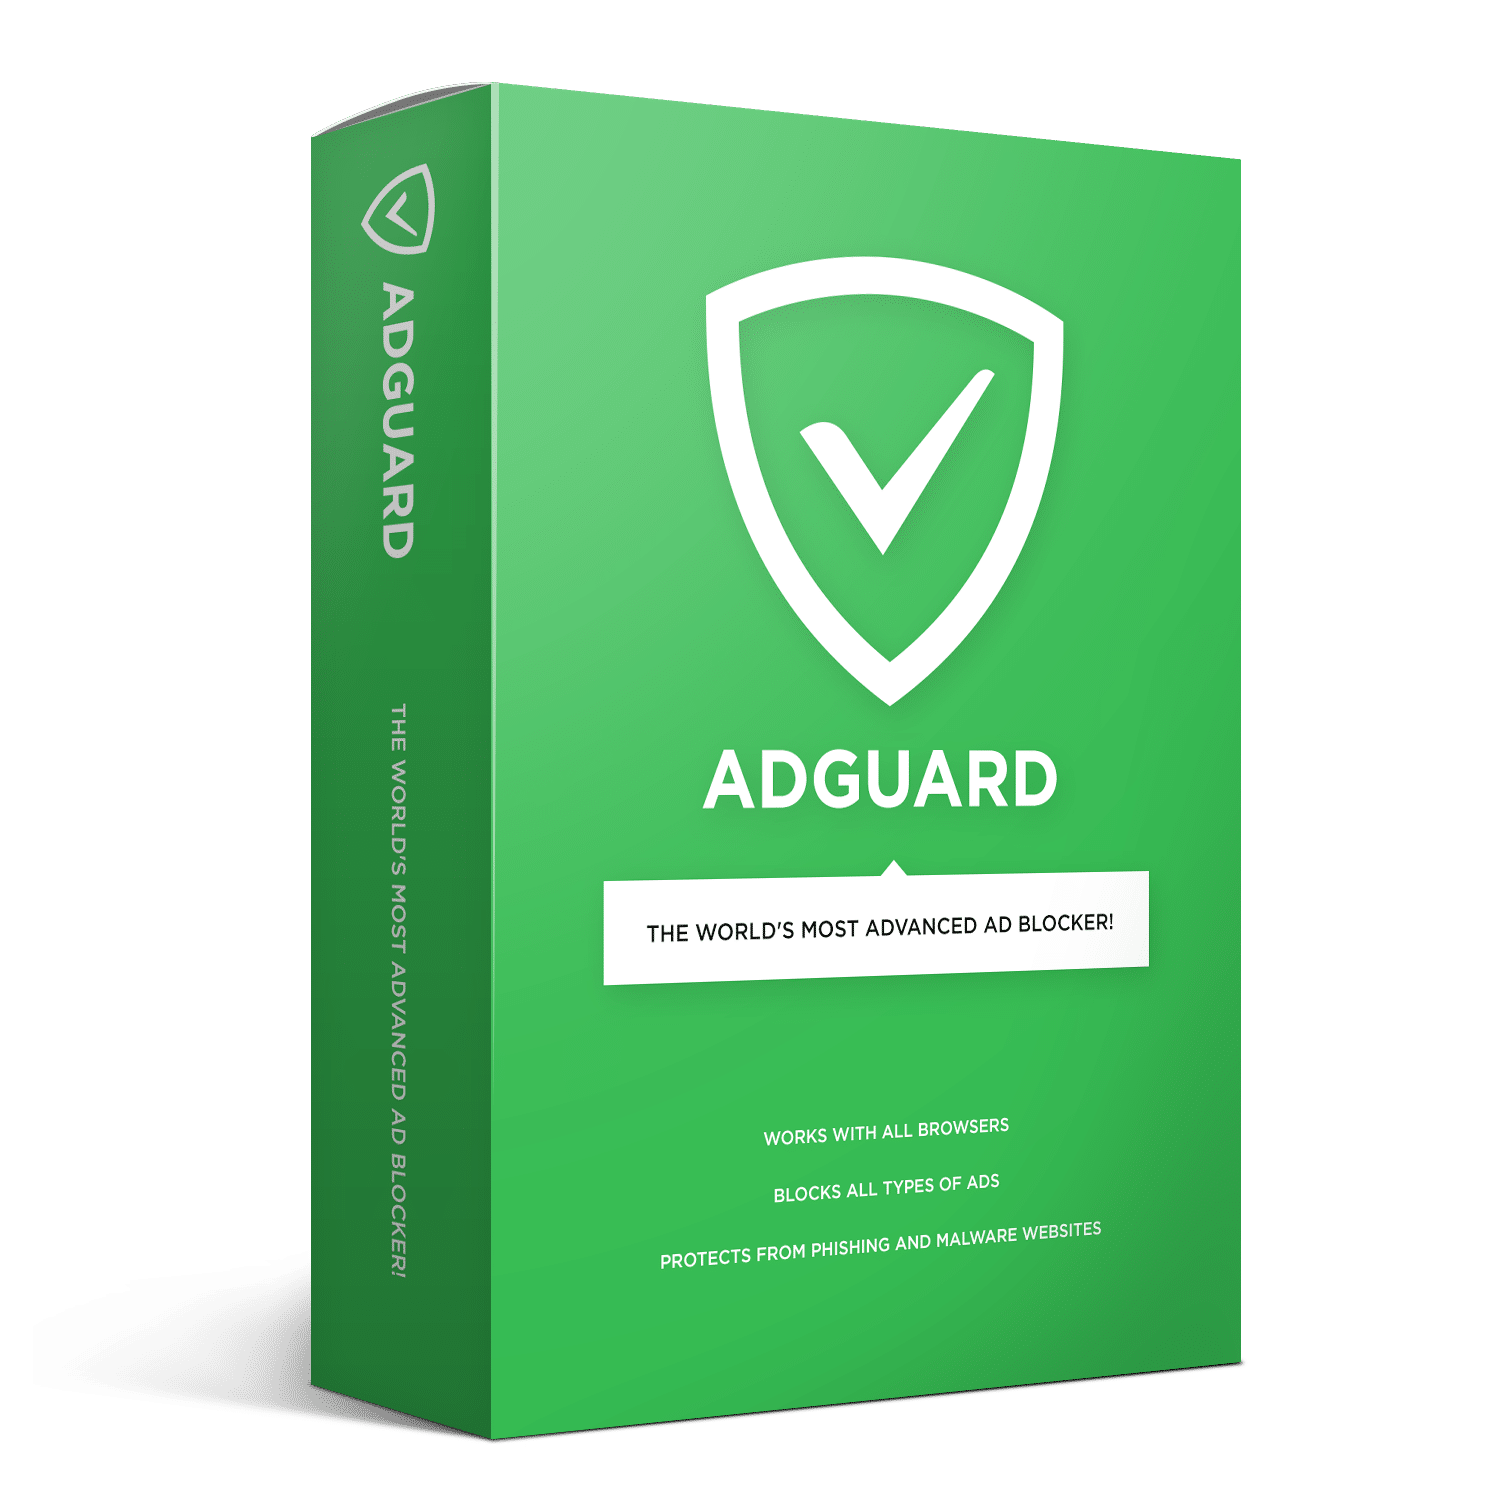 ADGUARD
THE WORLD'S MOST ADVANCED AD BLOCKER!
ADGUARD
THE WORLD'S MOST ADVANCED AD BLOCKER!
WORKS WITH ALL BROWSERS
BLOCKS ALL TYPES OF ADS
PROTECTS FROM PHISHING AND MALWARE WEBSITES